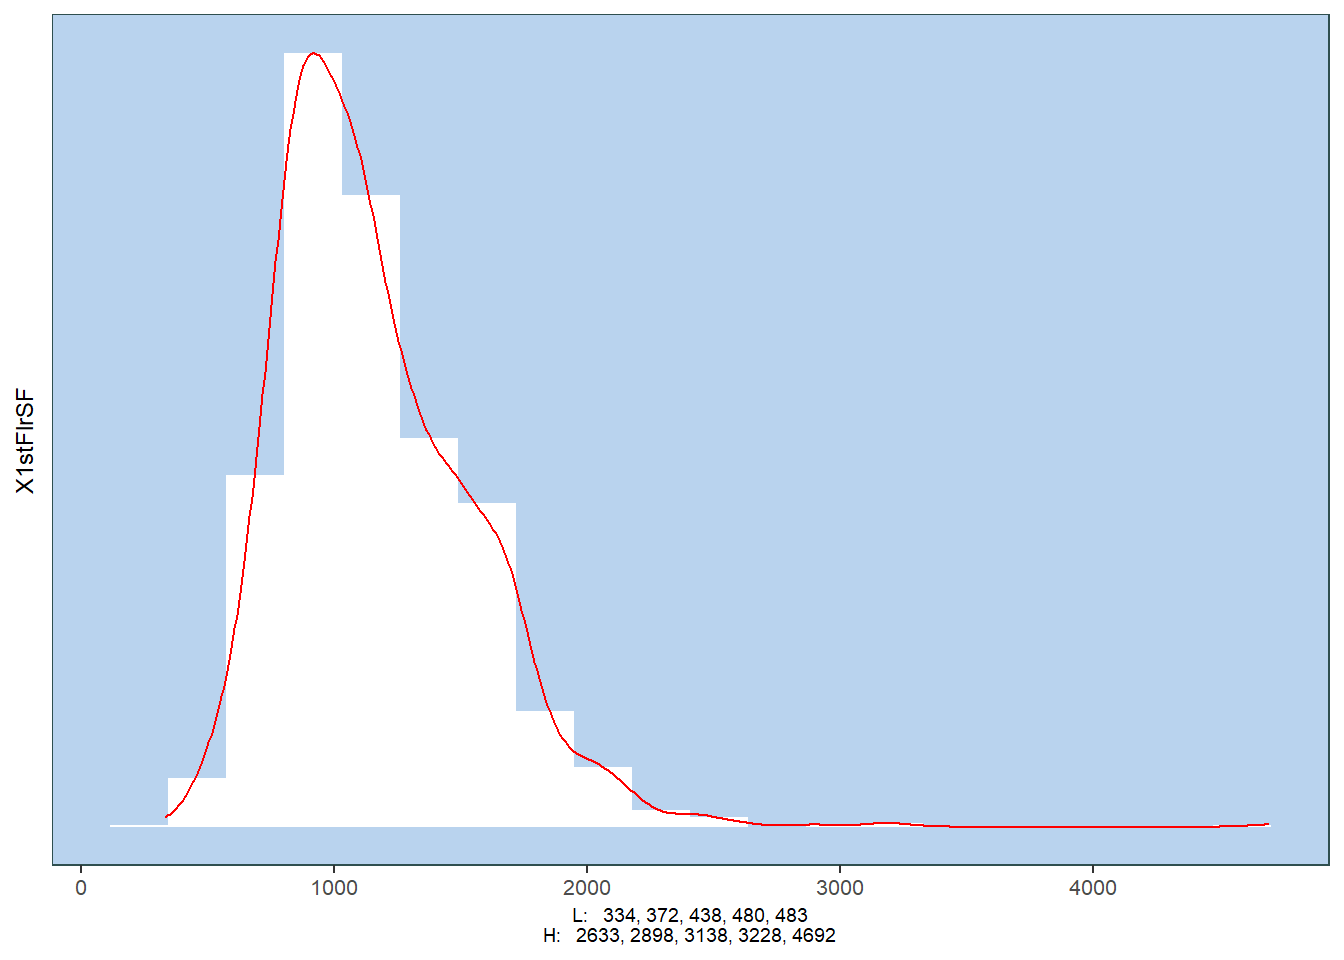 X1stFlrSF
0 1000 2000 3000 4000
L: 334, 372, 438, 480, 483
H: 2633, 2898, 3138, 3228, 4692